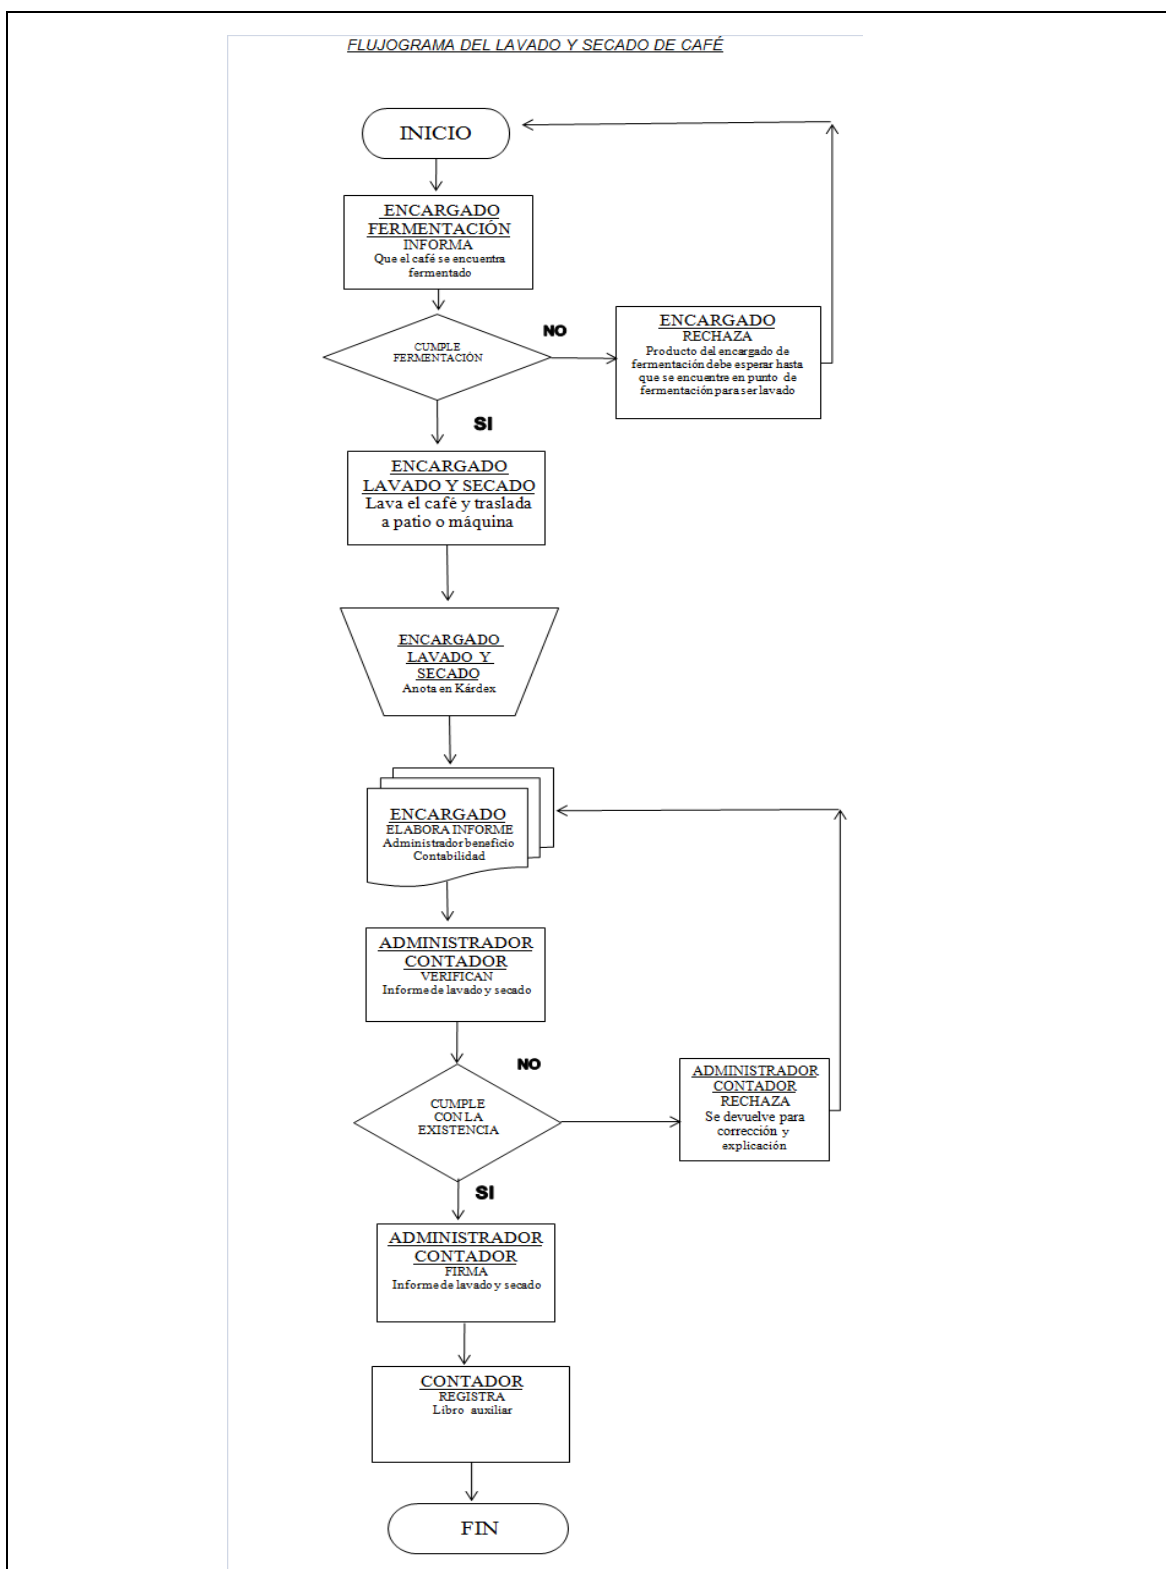 FLUJOGRAMA DEL LAVADO Y SECADO DE CAFÉ
INICIO
ENCARGADO
FERMENTACIÓN
INFORMA
Que el café se encuentra
fermentado
CUMPLE
FERMENTACIÓN
NO
ENCARGADO
RECHAZA
Producto del encargado de
fermentación debe esperar hasta
que se encuentre en punto de
fermentación para ser lavado
SI
ENCARGADO
LAVADO Y SECADO
Lava el café y traslada
a patio o máquina
ENCARGADO
LAVADO Y
SECADO
Anota en Kárdex
ENCARGADO
ELABORA INFORME
Administrador beneficio
Contabilidad
ADMINISTRADOR
CONTADOR
VERIFICAN
Informe de lavado y secado
NO
CUMPLE
CON LA
EXISTENCIA
ADMINISTRADOR
CONTADOR
RECHAZA
Se devuelve para
corrección y
explicación
SI
ADMINISTRADOR
CONTADOR
FIRMA
Informe de lavado y secado
CONTADOR
REGISTRA
Libro auxiliar
FIN